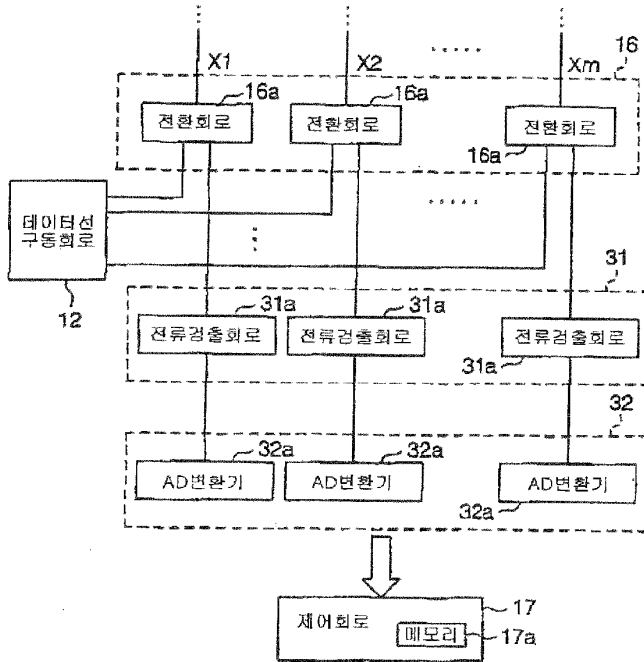 X1
X2
Xm
16
16a
16a
16a
전환회로
전환회로
전환회로
데이터선
구동회로
12
31
31a
31a
31a
전류검출회로
전류검출회로
전류검출회로
32
32a
32a
32a
AD변환기
AD변환기
AD변환기
제어회로
메모리
17
17a